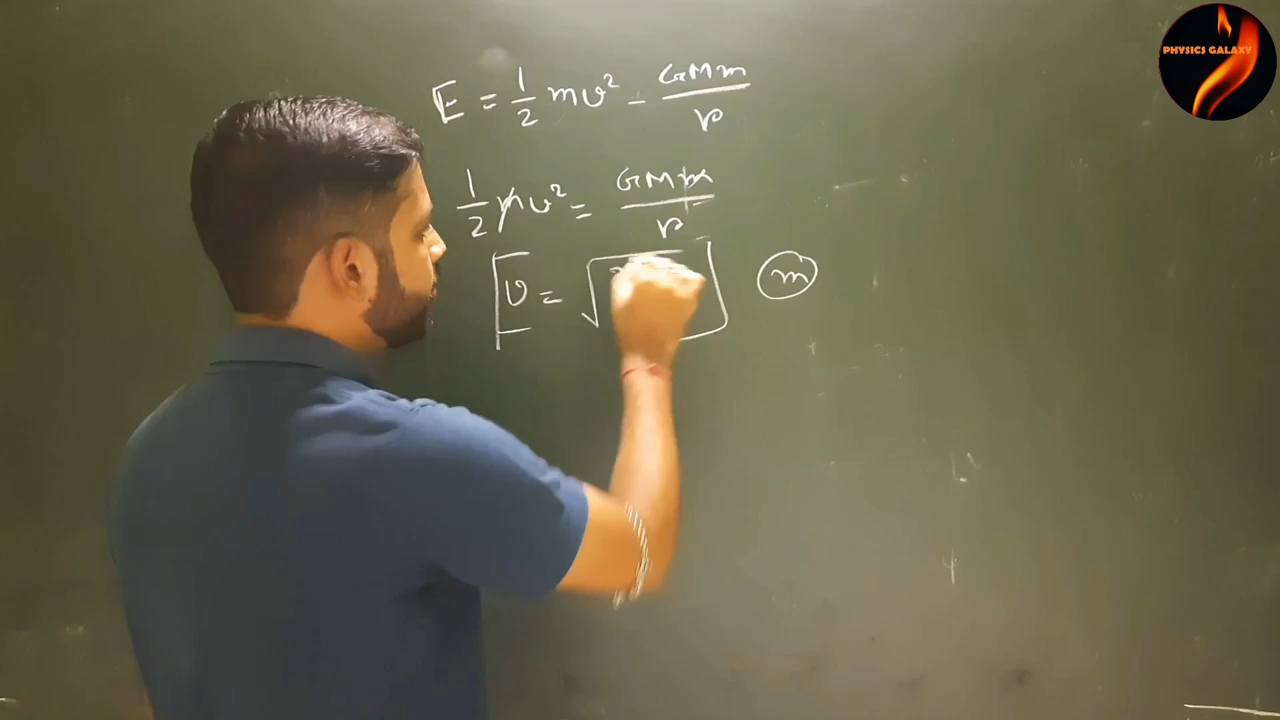 PHYSICS GALAXY
E = 1/2 mv² - GMm/r
1/2 mv² = GMm/r
v = √
m